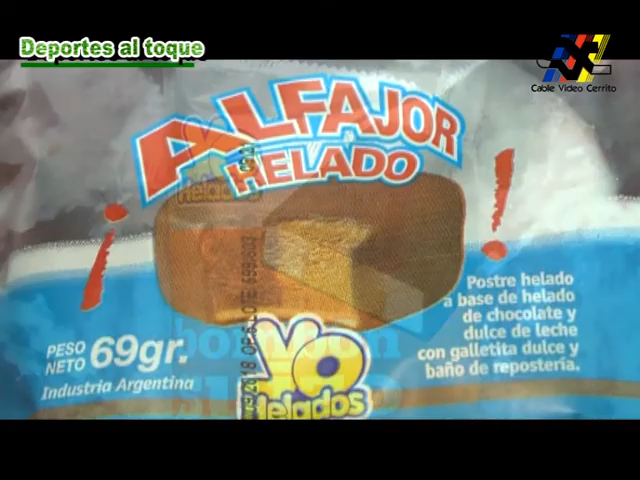 Deportes al toque
Cable Video Cerrito
ALFAJOR
HELADO
Postre helado
a base de helado
de chocolate y
dulce de leche
con galletita dulce y
baño de repostería.
PESO
NETO 69gr.
Industria Argentina
Yo
Helados
bombón